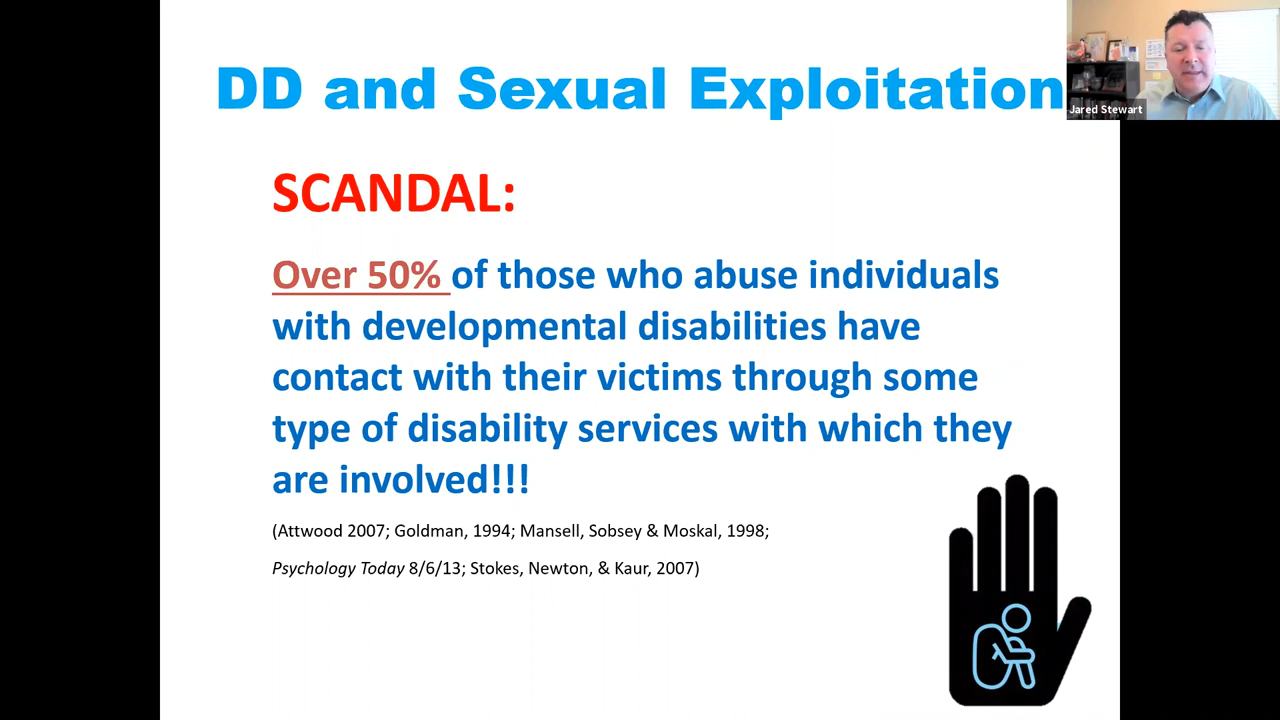 DD and Sexual Exploitation
Jared Stewart
SCANDAL:
Over 50% of those who abuse individuals
with developmental disabilities have
contact with their victims through some
type of disability services with which they
are involved!!!
(Attwood 2007; Goldman, 1994; Mansell, Sobsey & Moskal, 1998;
Psychology Today 8/6/13; Stokes, Newton, & Kaur, 2007)